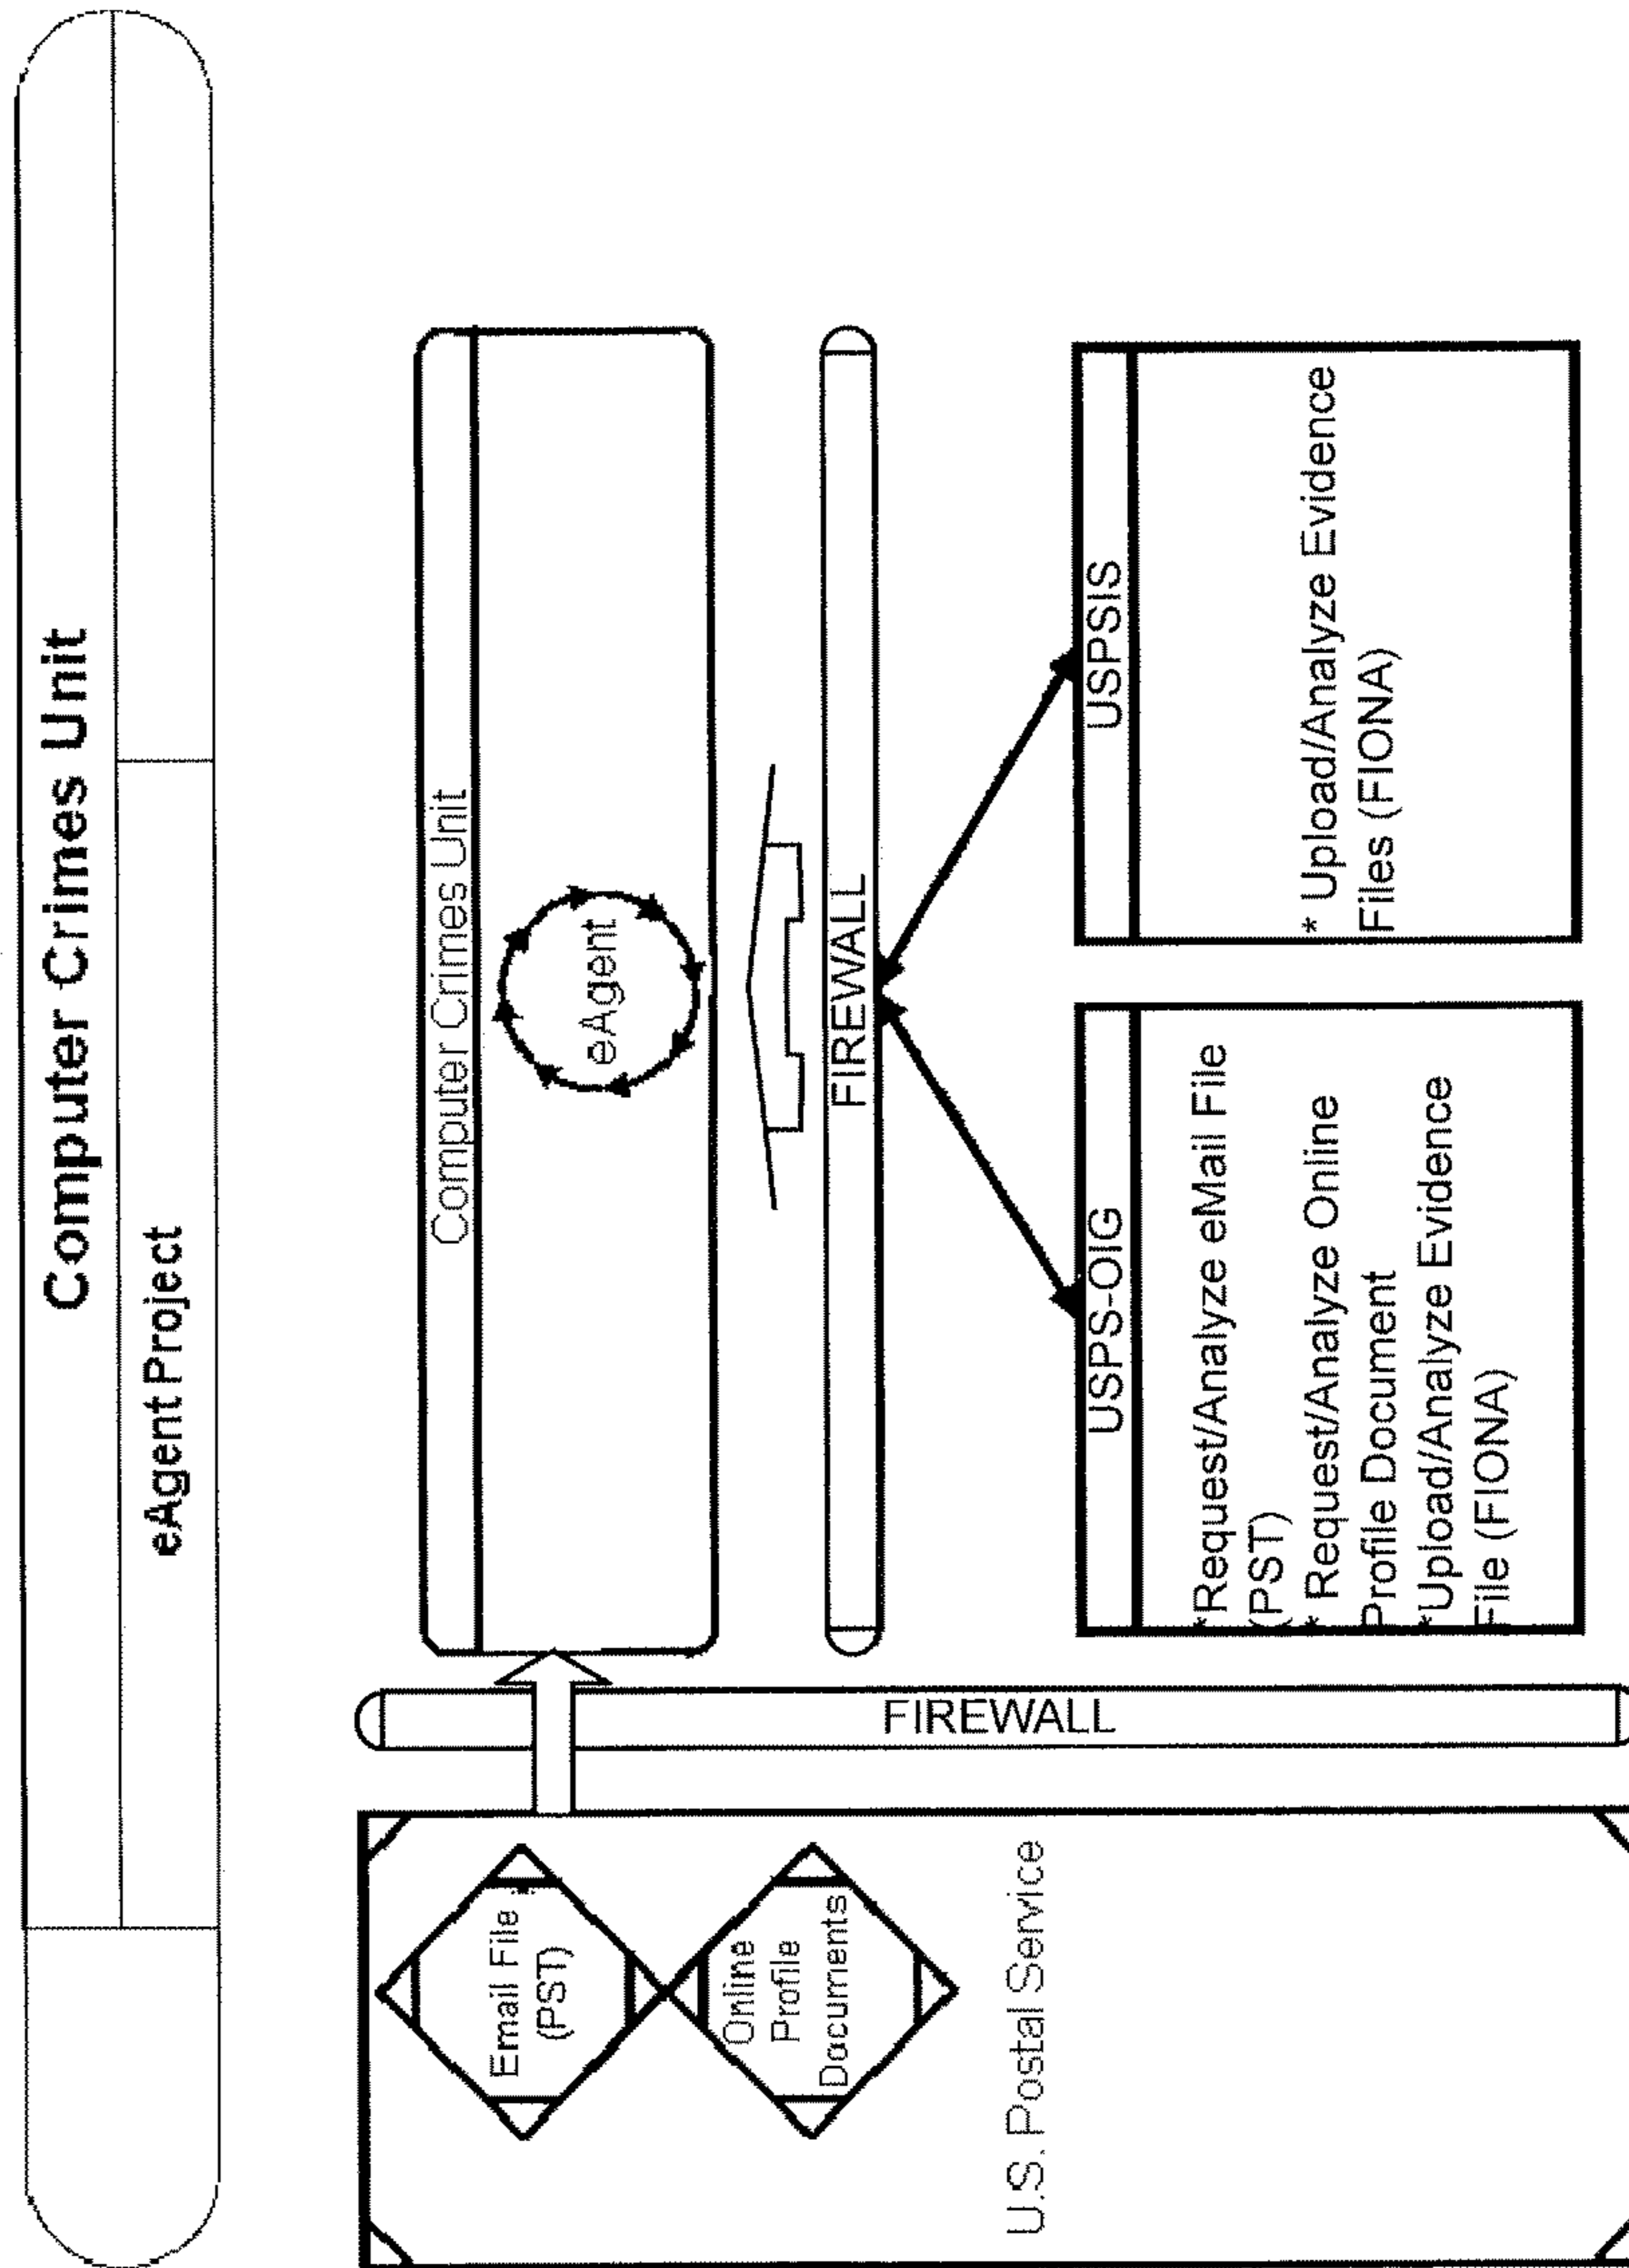 Computer Crimes Unit
eAgent Project
Email File
(PST)
Online
Profile
Documents
U.S. Postal Service
FIREWALL
Computer Crimes Unit
eAgent
FIREWALL
USPS-OIG
*Request/Analyze eMail File
(PST)
* Request/Analyze Online
Profile Document
*Upload/Analyze Evidence
File (FIONA)
USPSIS
* Upload/Analyze Evidence
Files (FIONA)